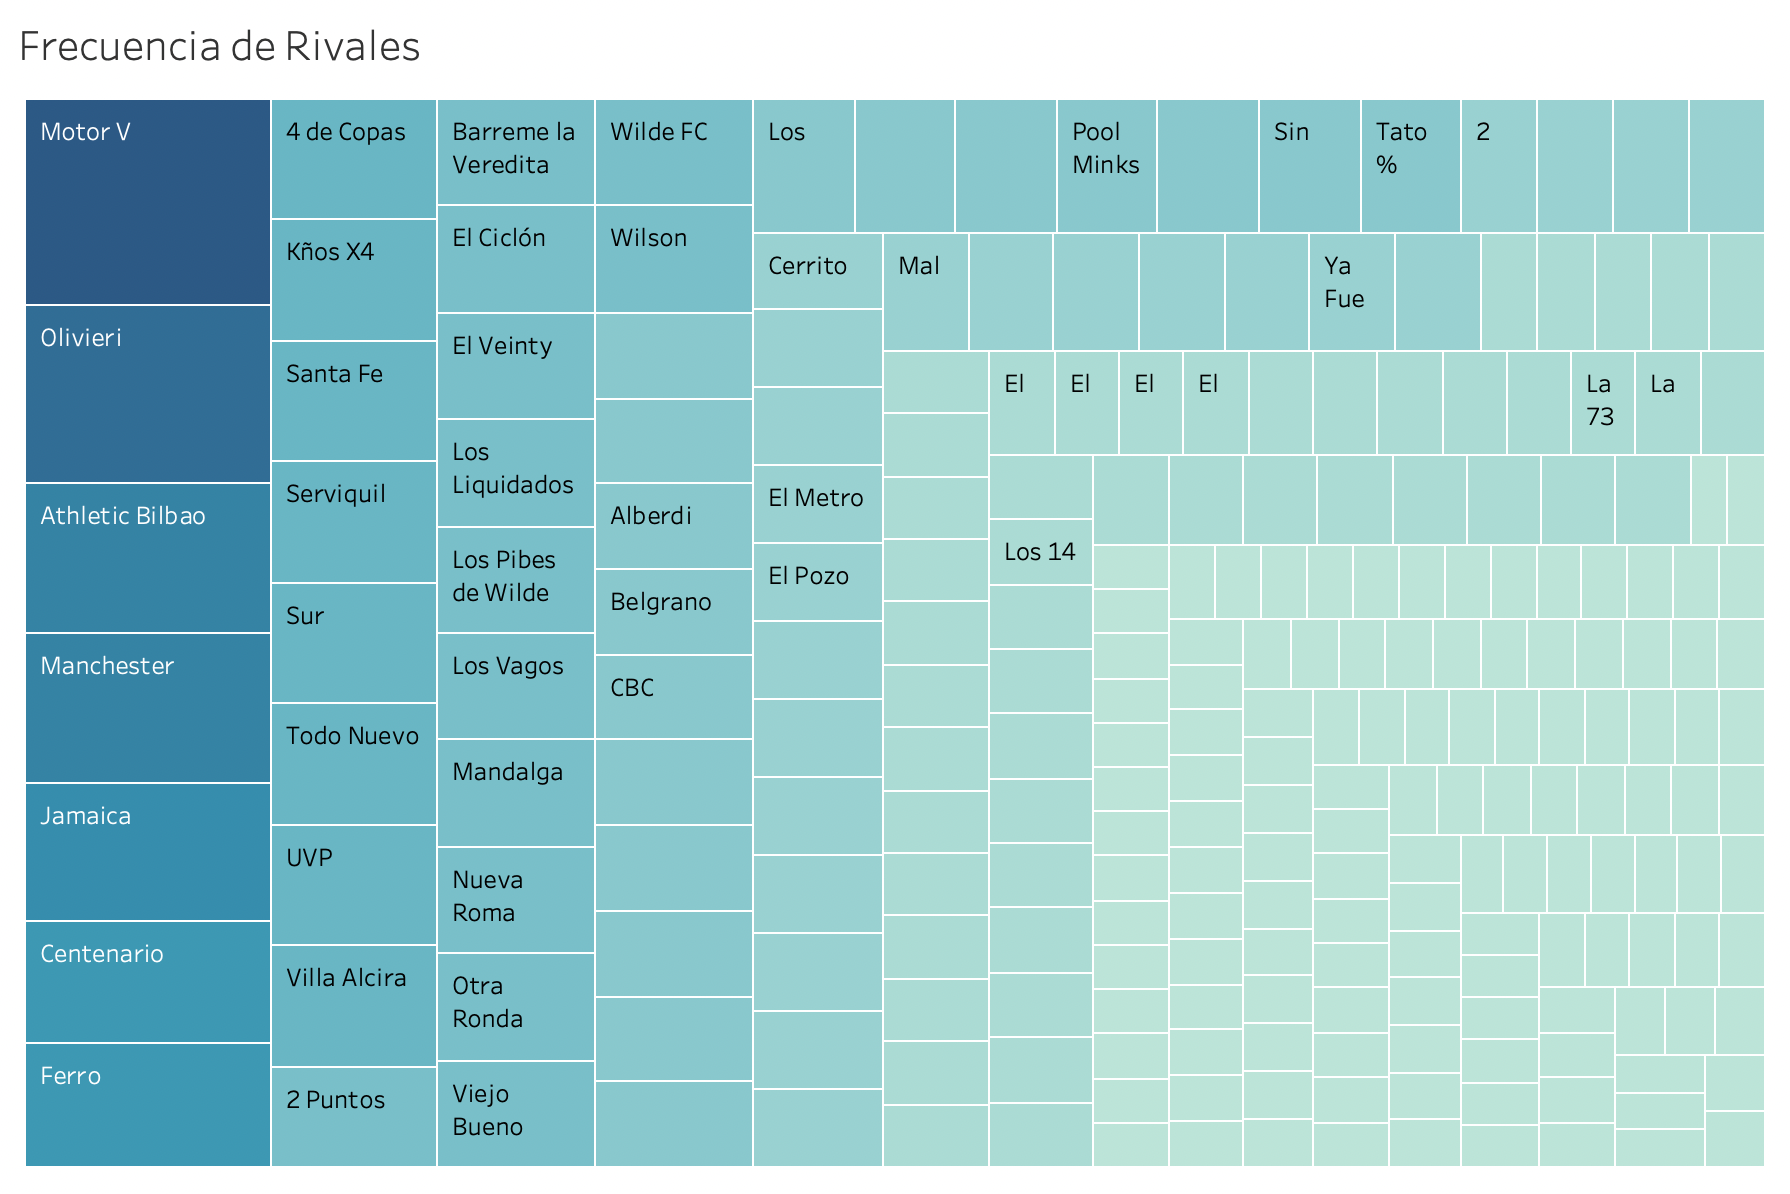 Frecuencia de Rivales
Motor V
Olivieri
Athletic Bilbao
Manchester
Jamaica
Centenario
Ferro
4 de Copas
Kños X4
Santa Fe
Serviquil
Sur
Todo Nuevo
UVP
Villa Alcira
2 Puntos
Barreme la
Veredita
El Ciclón
El Veinty
Los
Liquidados
Los Pibes
de Wilde
Los Vagos
Mandalga
Nueva
Roma
Otra
Ronda
Viejo
Bueno
Wilde FC
Wilson
Alberdi
Belgrano
CBC
Los
Pool
Minks
Sin
Tato
%
2
Cerrito
El Metro
El Pozo
Mal
Ya
Fue
El
El
El
El
La
73
La
Los 14